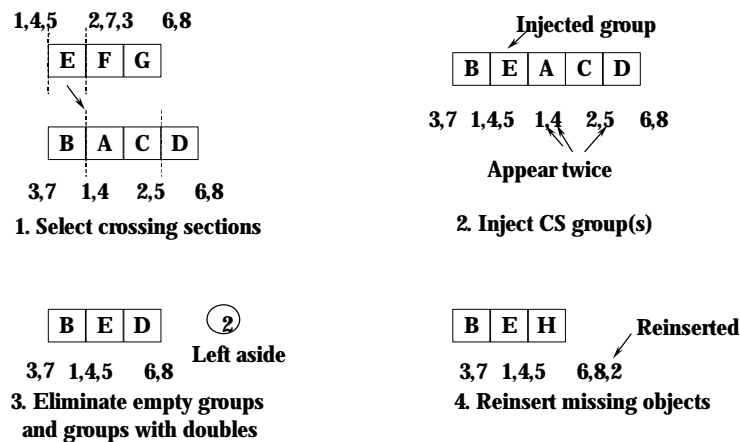 1,4,5 2,7,3 6,8
E F G
B A C D
3,7 1,4 2,5 6,8
1. Select crossing sections
Injected group
B E A C D
3,7 1,4,5 1,4 2,5 6,8
Appear twice
2. Inject CS group(s)
B E D 2
Left aside
3,7 1,4,5 6,8
3. Eliminate empty groups
and groups with doubles
B E H
Reinserted
3,7 1,4,5 6,8,2
4. Reinsert missing objects